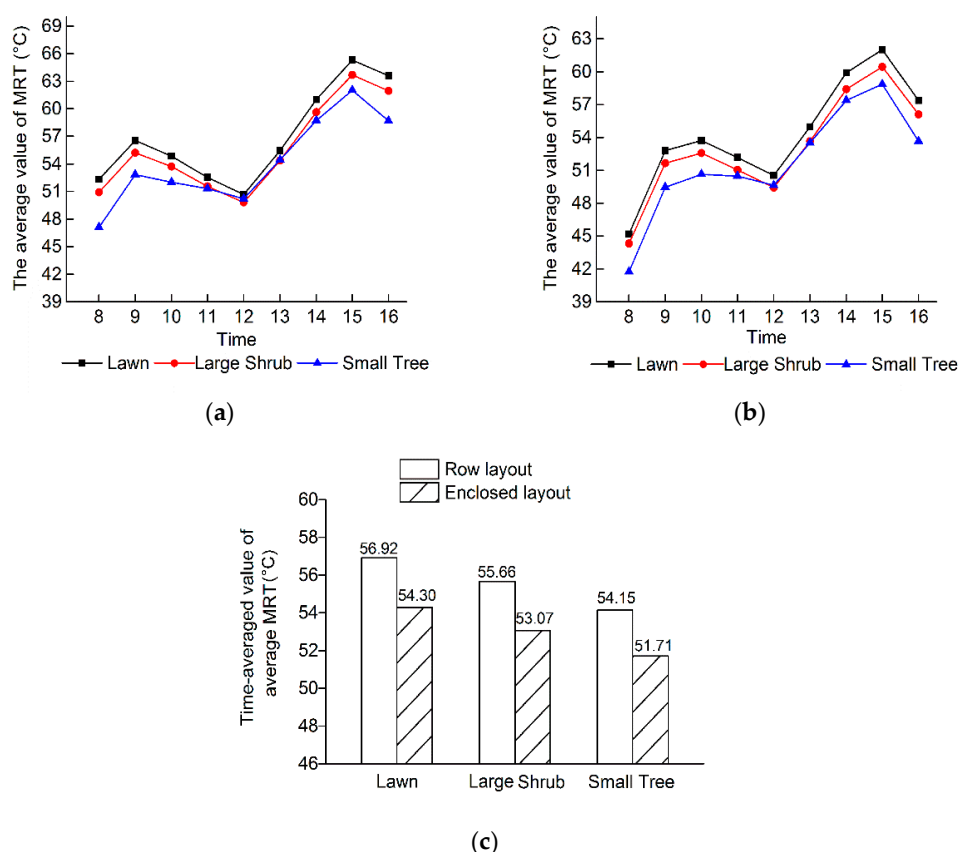 The average value of MRT (°C)
69
66
63
60
57
54
51
48
45
42
39
8 9 10 11 12 13 14 15 16
Time
Lawn Large Shrub Small Tree
(a)
The average value of MRT (°C)
63
60
57
54
51
48
45
42
39
8 9 10 11 12 13 14 15 16
Time
Lawn Large Shrub Small Tree
(b)
Row layout
Enclosed layout
Time-averaged value of
average MRT(°C)
60
58
56
54
52
50
48
46
56.92
54.30
55.66
53.07
54.15
51.71
Lawn Large Shrub Small Tree
(c)